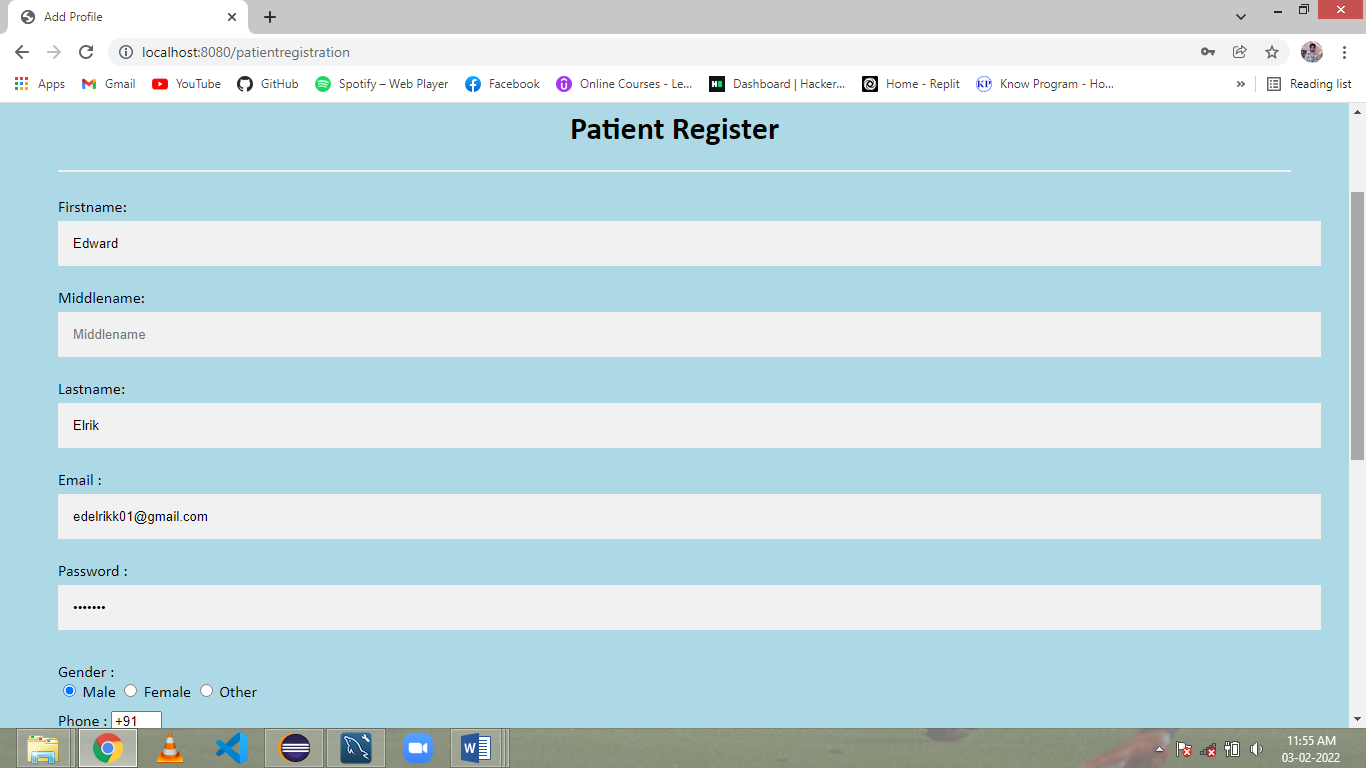 Add Profile
localhost:8080/patientregistration
Apps Gmail YouTube GitHub Spotify – Web Player Facebook Online Courses - Le... Dashboard | Hacker... Home - Replit KP Know Program - Ho... » Reading list
Patient Register
Firstname:
Edward
Middlename:
Middlename
Lastname:
Elrik
Email :
edelrikk01@gmail.com
Password :
•••••••
Gender :
Male Female Other
Phone : +91
11:55 AM
03-02-2022